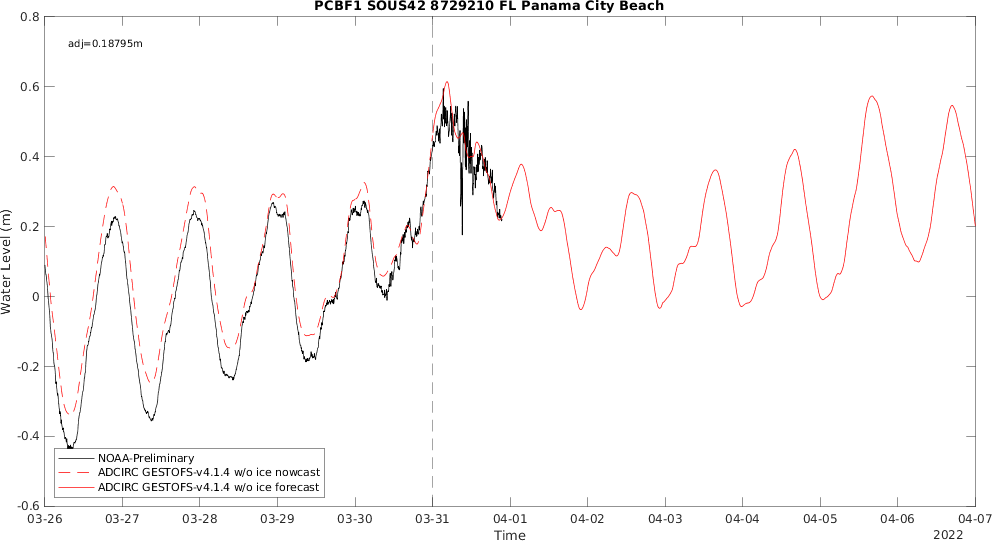 PCBF1 SOUS42 8729210 FL Panama City Beach
adj=0.18795m
0.8
0.6
0.4
0.2
0
-0.2
-0.4
-0.6
Water Level (m)
NOAA-Preliminary
ADCIRC GESTOFS-v4.1.4 w/o ice nowcast
ADCIRC GESTOFS-v4.1.4 w/o ice forecast
03-26 03-27 03-28 03-29 03-30 03-31 04-01 04-02 04-03 04-04 04-05 04-06 04-07
Time
2022